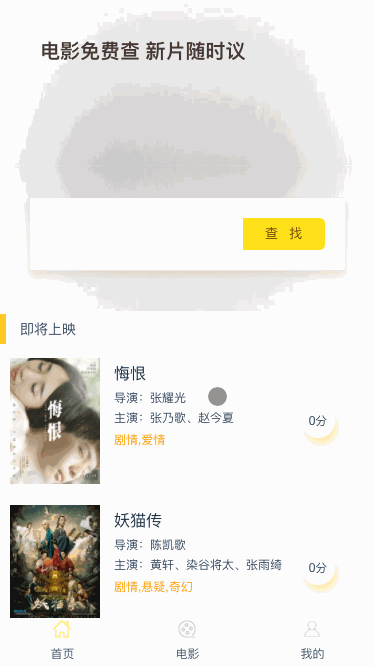 电影免费查 新片随时议
查 找
即将上映
悔恨
悔恨
导演：张耀光
主演：张乃歌、赵今夏
剧情,爱情
0分
妖猫传
导演：陈凯歌
主演：黄轩、染谷将太、张雨绮
剧情,悬疑,奇幻
0分
首页
电影
我的